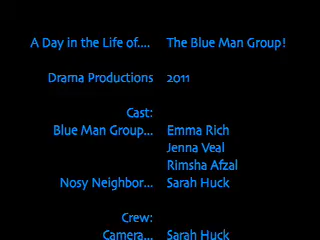 A Day in the Life of.... The Blue Man Group!
Drama Productions 2011
Cast:
Blue Man Group... Emma Rich
Jenna Veal
Rimsha Afzal
Nosy Neighbor... Sarah Huck
Crew:
Camera... Sarah Huck